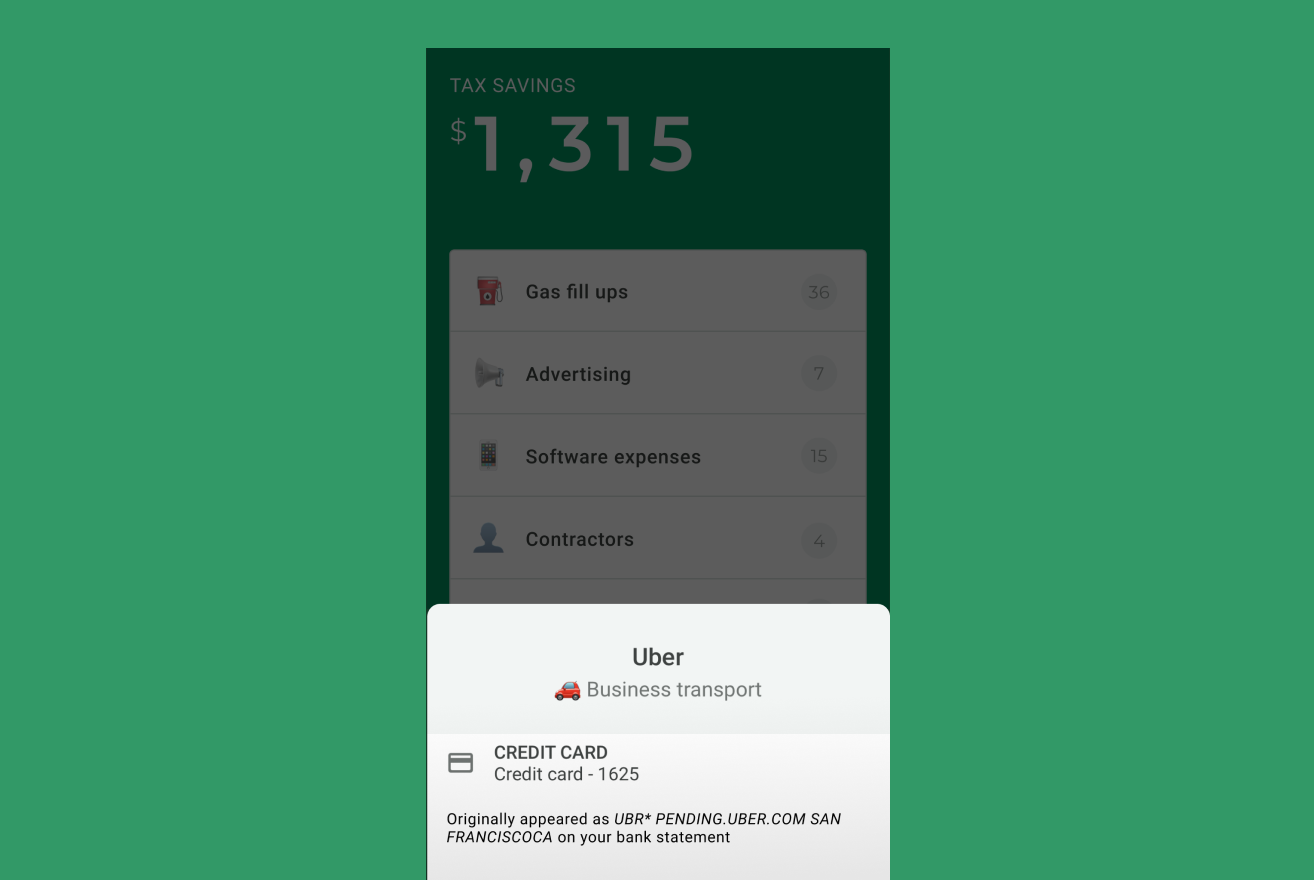 TAX SAVINGS
$1,315
Gas fill ups 36
Advertising 7
Software expenses 15
Contractors 4
Uber
Business transport
CREDIT CARD
Credit card - 1625
Originally appeared as UBR* PENDING.UBER.COM SAN
FRANCISCOCA on your bank statement